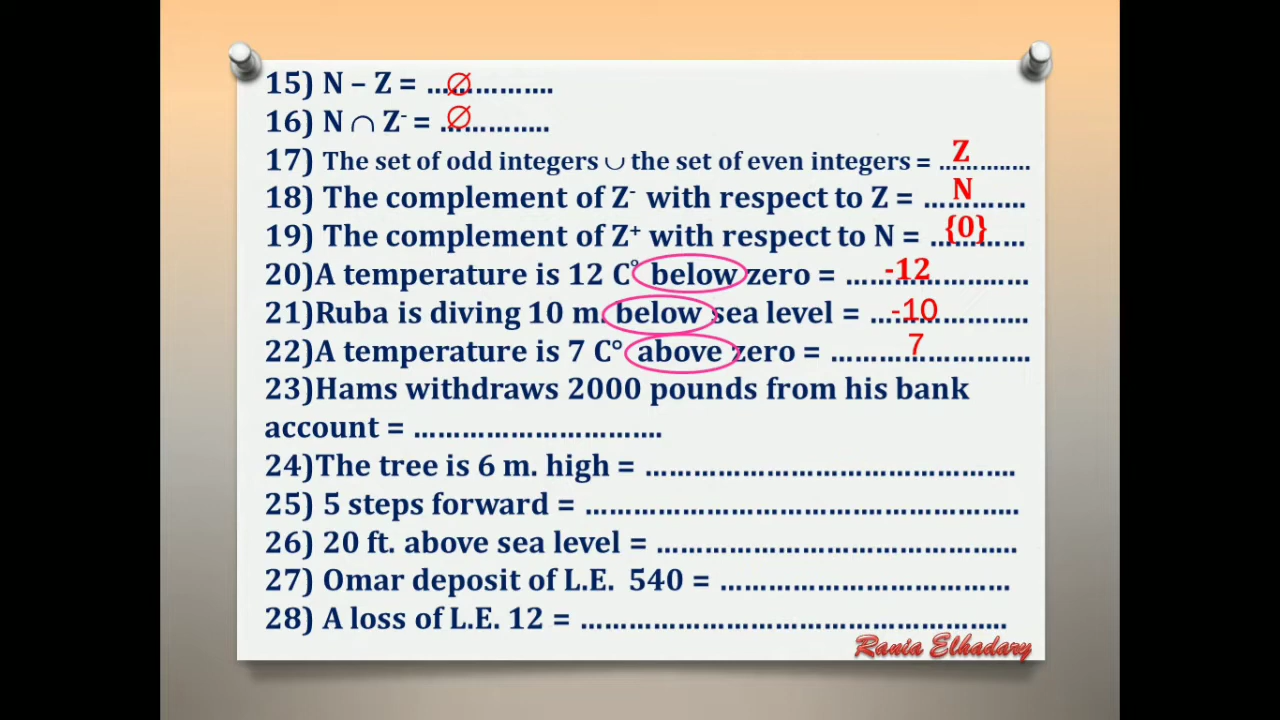 15) N – Z = ……∅……….
16) N ∩ Z⁻ = …∅………..
17) The set of odd integers ∪ the set of even integers = ……Z…..…
18) The complement of Z⁻ with respect to Z = ……N…….
19) The complement of Z⁺ with respect to N = …{0}……
20)A temperature is 12 C° below zero = ……-12………..…
21)Ruba is diving 10 m. below sea level = …-10…………..
22)A temperature is 7 C° above zero = …………7………….
23)Hams withdraws 2000 pounds from his bank
account = ………………………….
24)The tree is 6 m. high = ……………………………………….
25) 5 steps forward = …………………………….………………..
26) 20 ft. above sea level = ……………………………………...
27) Omar deposit of L.E. 540 = ………………………………
28) A loss of L.E. 12 = ……………………………………………..
Rania Elhadary